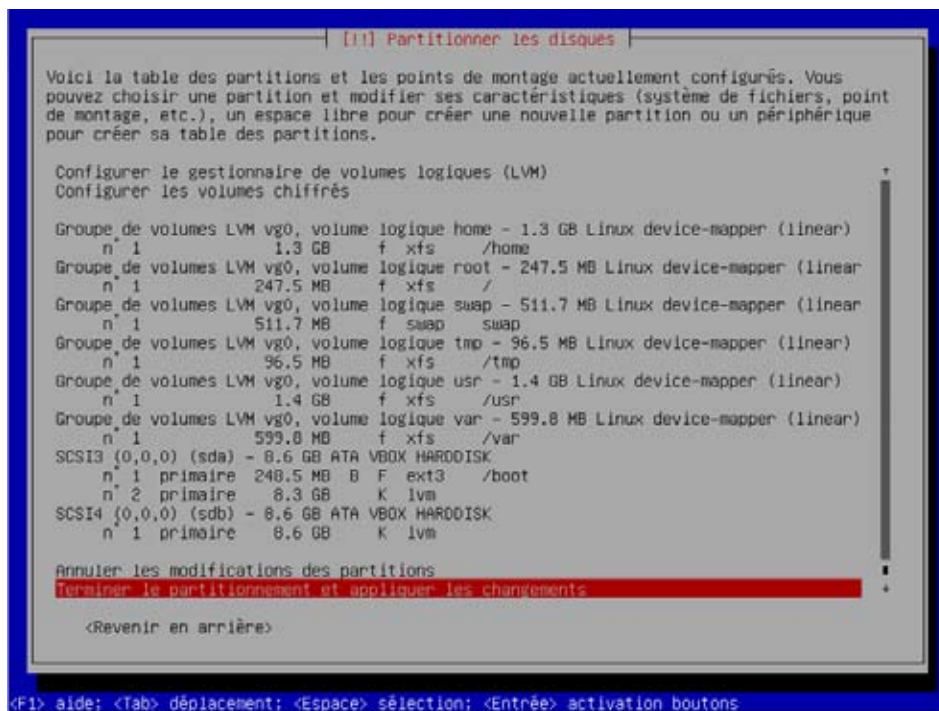 [!!] Partitionner les disques
Voici la table des partitions et les points de montage actuellement configurés. Vous
pouvez choisir une partition et modifier ses caractéristiques (système de fichiers, point
de montage, etc.), un espace libre pour créer une nouvelle partition ou un périphérique
pour créer sa table des partitions.
Configurer le gestionnaire de volumes logiques (LVM)
Configurer les volumes chiffrés
Groupe de volumes LVM vg0, volume logique home - 1.3 GB Linux device-mapper (linear)
n° 1 1.3 GB f xfs /home
Groupe de volumes LVM vg0, volume logique root - 247.5 MB Linux device-mapper (linear
n° 1 247.5 MB f xfs /
Groupe de volumes LVM vg0, volume logique swap - 511.7 MB Linux device-mapper (linear
n° 1 511.7 MB f swap swap
Groupe de volumes LVM vg0, volume logique tmp - 96.5 MB Linux device-mapper (linear)
n° 1 96.5 MB f xfs /tmp
Groupe de volumes LVM vg0, volume logique usr - 1.4 GB Linux device-mapper (linear)
n° 1 1.4 GB f xfs /usr
Groupe de volumes LVM vg0, volume logique var - 599.8 MB Linux device-mapper (linear)
n° 1 599.8 MB f xfs /var
SCSI3 (0,0,0) (sda) - 8.6 GB ATA VBOX HARDDISK
n° 1 primaire 248.5 MB B F ext3 /boot
n° 2 primaire 8.3 GB K lvm
SCSI4 (0,0,0) (sdb) - 8.6 GB ATA VBOX HARDDISK
n° 1 primaire 8.6 GB K lvm
Annuler les modifications des partitions
Terminer le partitionnement et appliquer les changements
<Revenir en arrière>
<F1> aide; <Tab> déplacement; <Espace> sélection; <Entrée> activation boutons